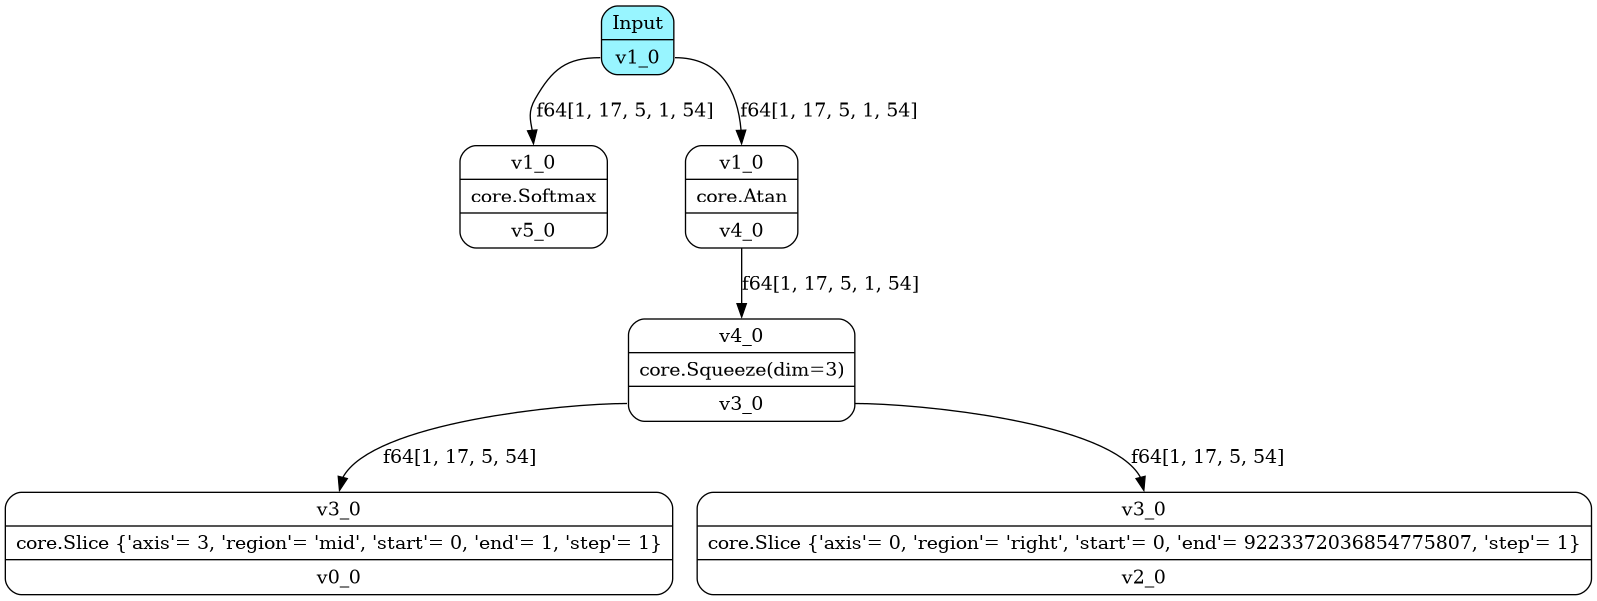 Input
v1_0
f64[1, 17, 5, 1, 54]
f64[1, 17, 5, 1, 54]
v1_0
core.Softmax
v5_0
v1_0
core.Atan
v4_0
f64[1, 17, 5, 1, 54]
v4_0
core.Squeeze(dim=3)
v3_0
f64[1, 17, 5, 54]
f64[1, 17, 5, 54]
v3_0
core.Slice {'axis'= 3, 'region'= 'mid', 'start'= 0, 'end'= 1, 'step'= 1}
v0_0
v3_0
core.Slice {'axis'= 0, 'region'= 'right', 'start'= 0, 'end'= 9223372036854775807, 'step'= 1}
v2_0